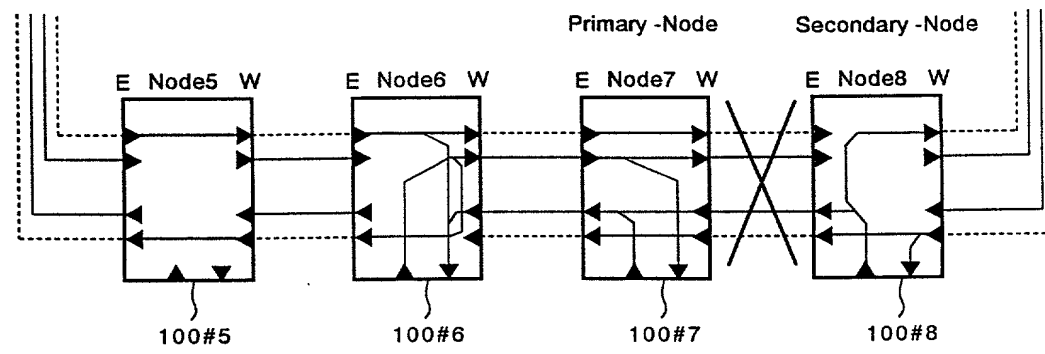 Primary -Node Secondary -Node
E Node5 W E Node6 W E Node7 W E Node8 W
100#5 100#6 100#7 100#8